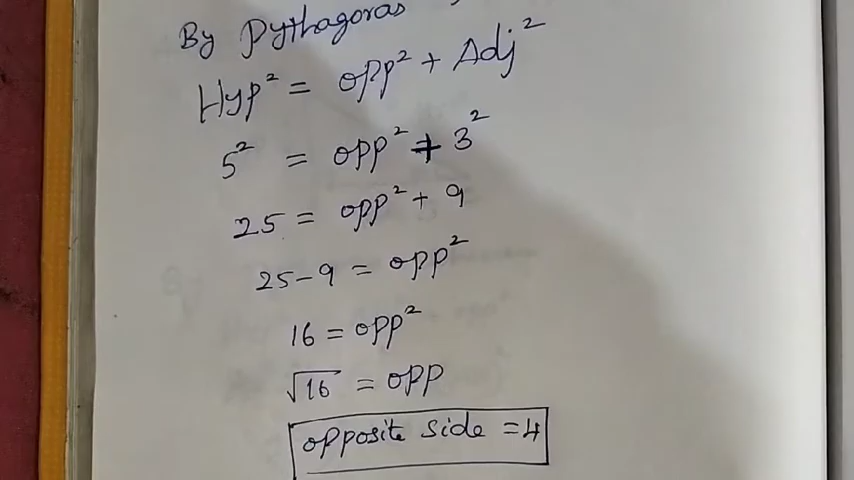 By Pythagoras
Hyp² = opp² + Adj²
5² = opp² + 3²
25 = opp² + 9
25-9 = opp²
16 = opp²
√16 = opp
opposite side = 4